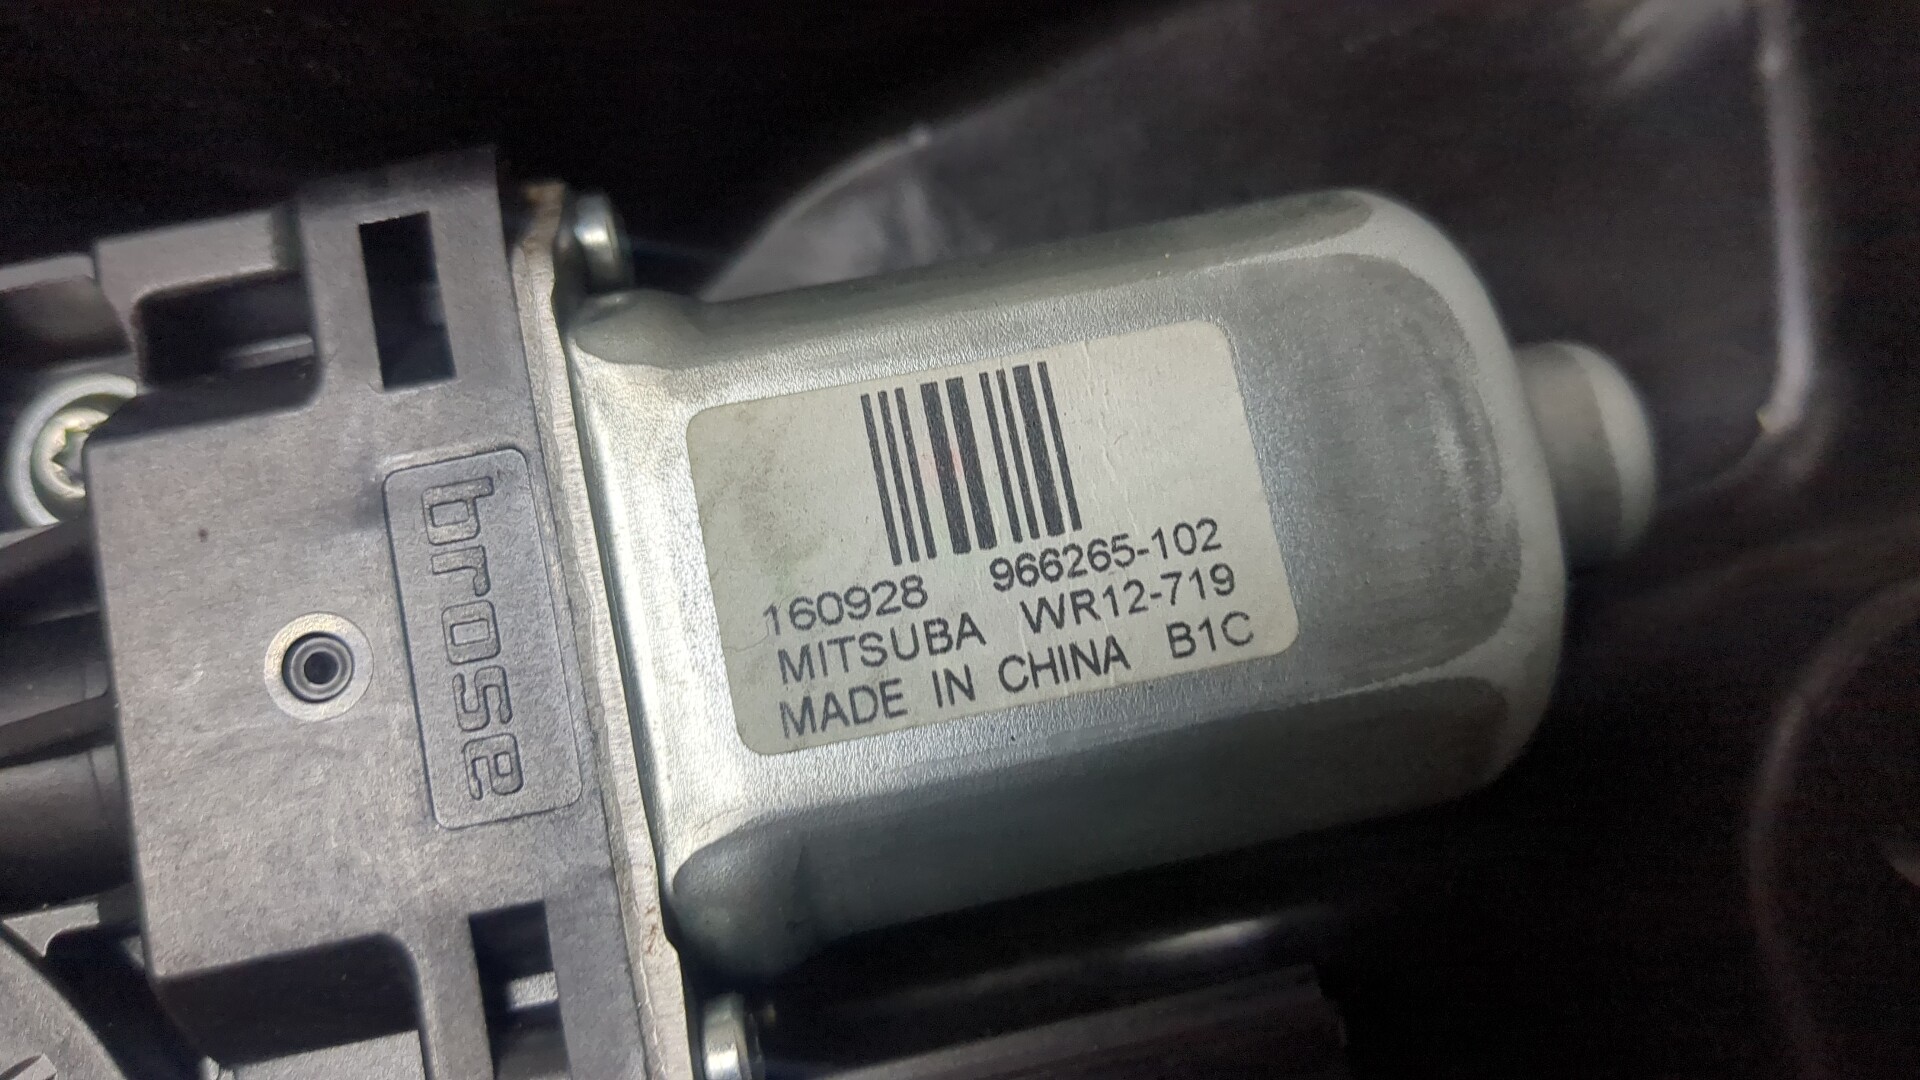 brose
160928 966265-102
MITSUBA WR12-719
MADE IN CHINA B1C